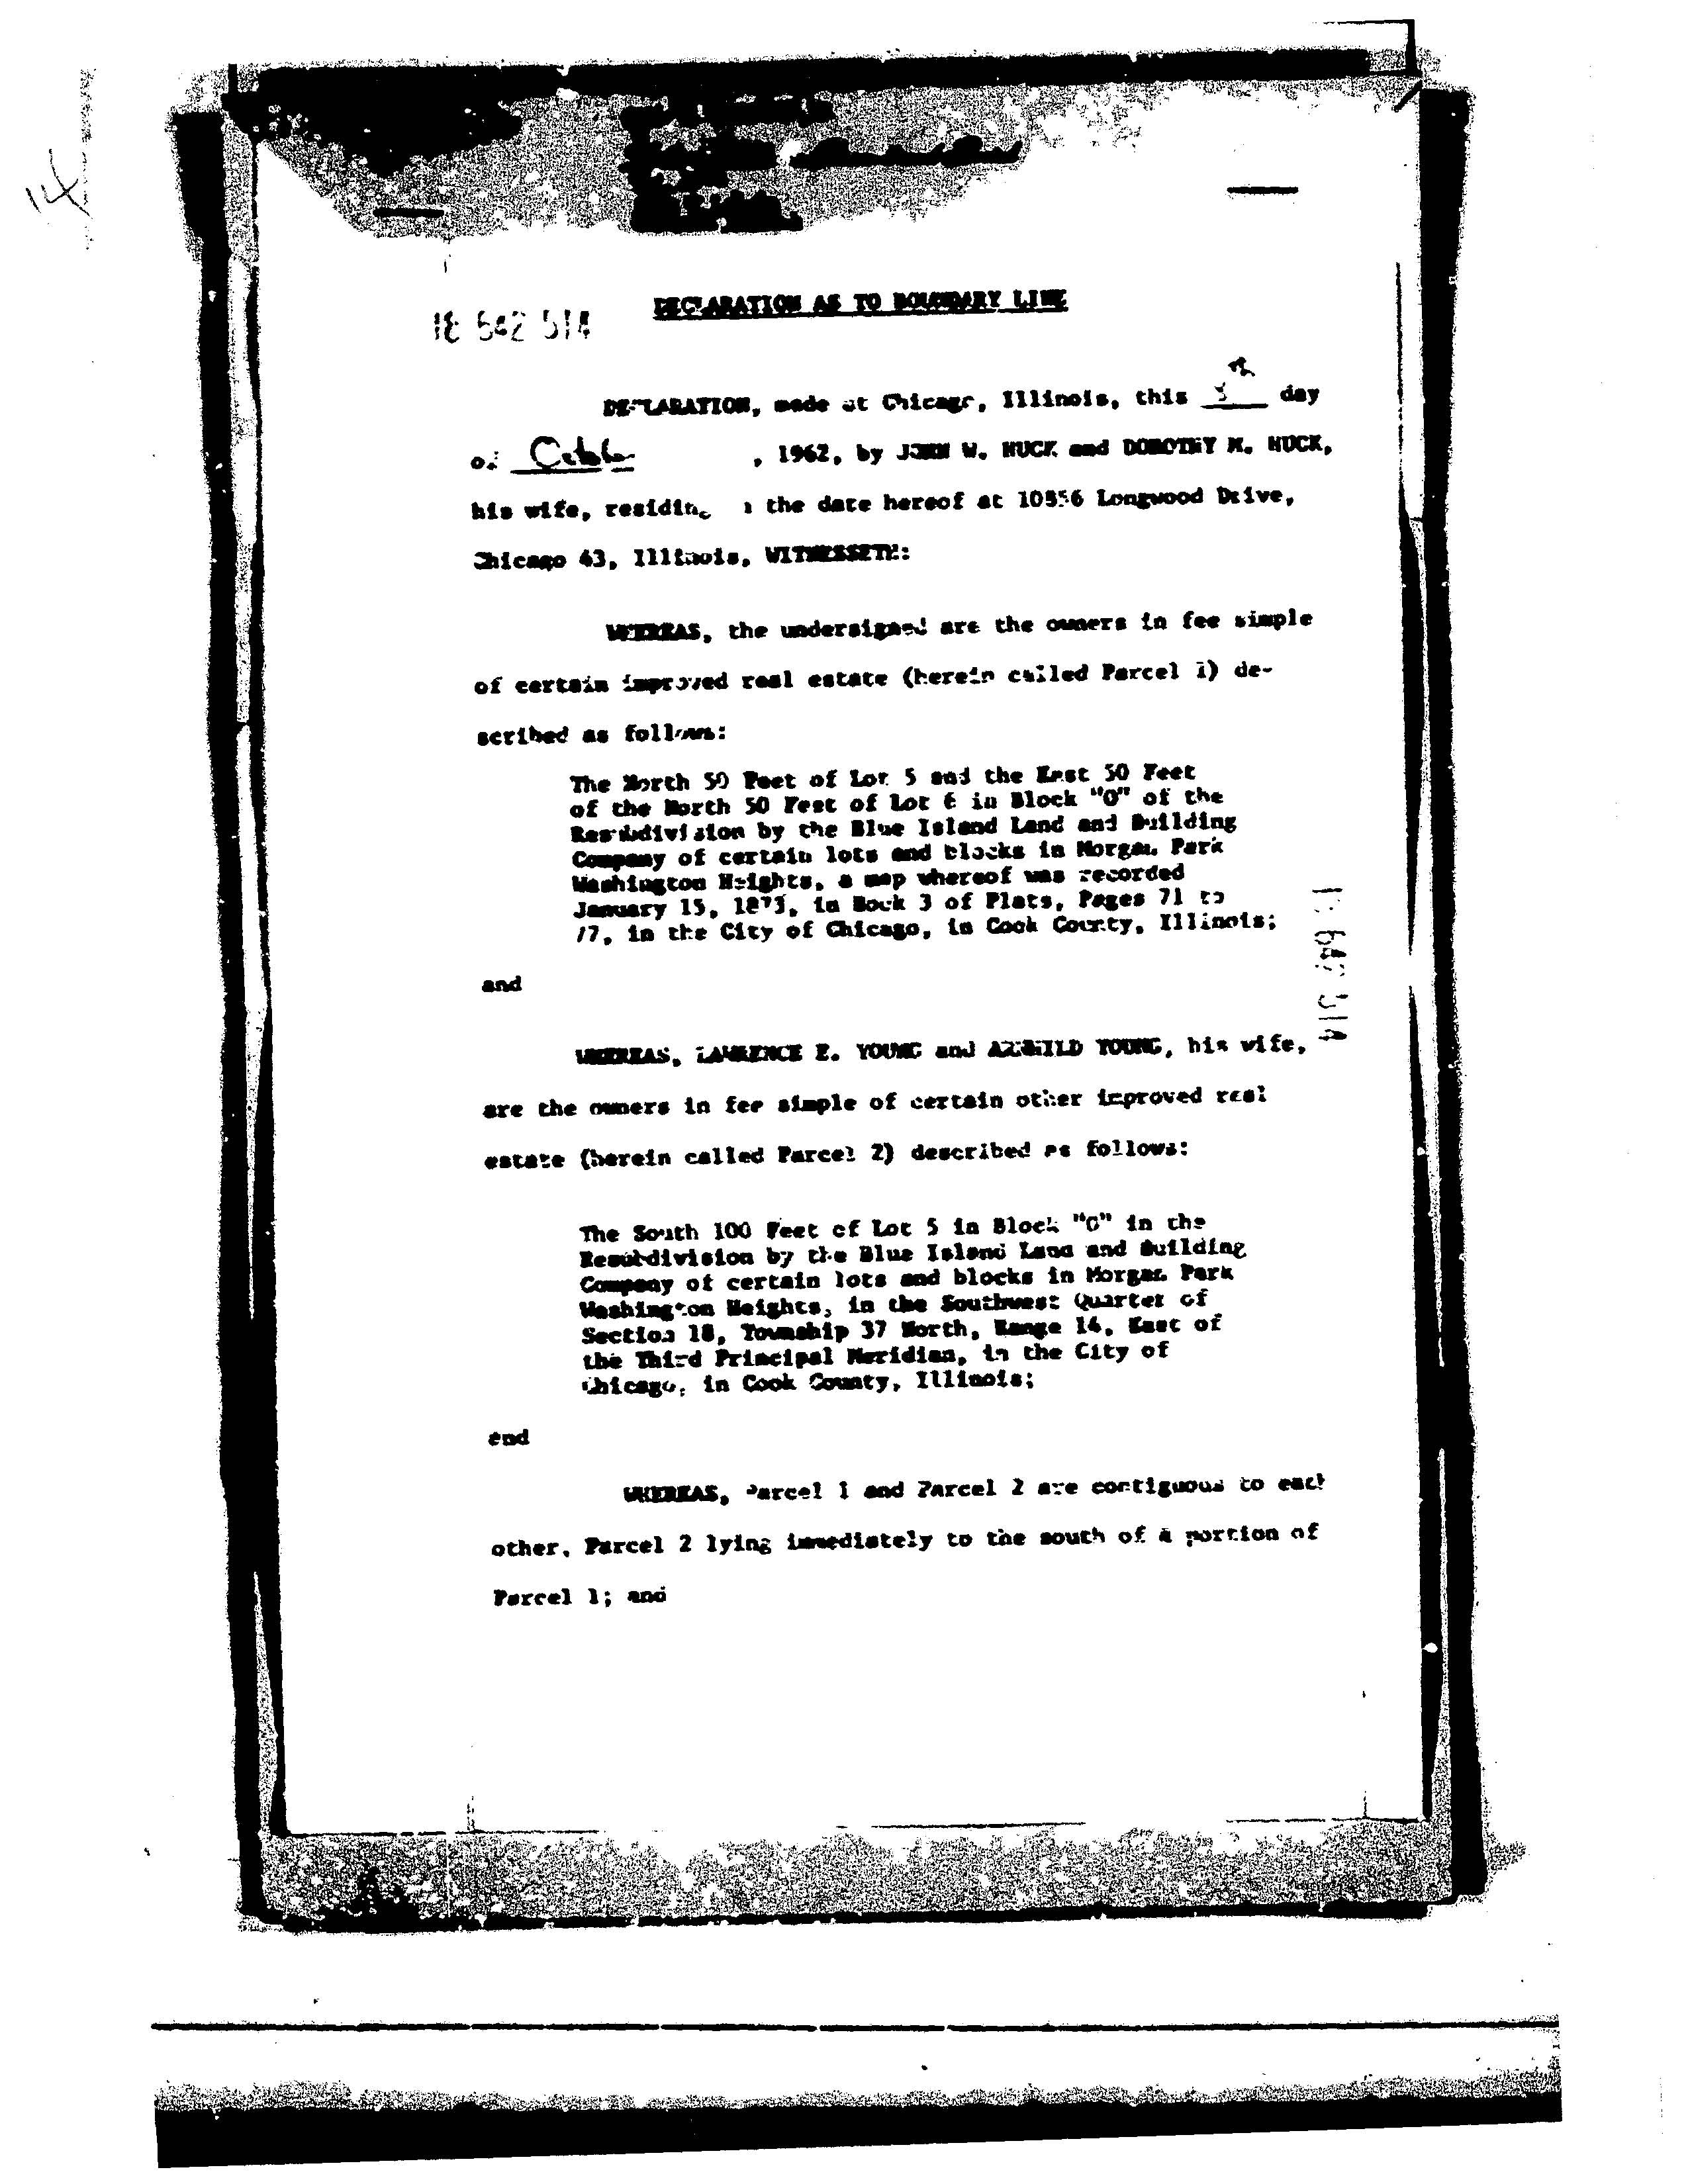 14
18 642 514
DECLARATION AS TO BOUNDARY LINE
DECLARATION, made at Chicago, Illinois, this day
of October , 1962, by JOHN W. HUCK and DOROTHY M. HUCK,
his wife, residing the date hereof at Longwood Drive,
Chicago 43, Illinois, WITNESSETH:
WHEREAS, the undersigned are the owners in fee simple
of certain improved real estate (herein called Parcel 1) de-
scribed as follows:
The North 50 Feet of Lot 5 and the East 50 Feet
of the North 50 Feet of Lot 6 in Block "O" of the
Resubdivision by the Blue Island Land and Building
Company of certain lots and blocks in Morgan Park
Washington Heights, a map whereof was recorded
January 15, in Book 3 of Plats, Pages 71 to
77, in the City of Chicago, in Cook County, Illinois;
and
18 642 514
WHEREAS, LAWRENCE E. YOUNG and YOUNG, his wife,
are the owners in fee simple of certain other improved real
estate (herein called Parcel 2) described as follows:
The South 100 Feet of Lot 5 in Block "O" in the
Resubdivision by the Blue Island Land and Building
Company of certain lots and blocks in Morgan Park
Washington Heights, in the Southwest Quarter of
Section 18, Township 37 North, Range 14, East of
the Third Principal Meridian, in the City of
Chicago, in Cook County, Illinois;
and
WHEREAS, Parcel 1 and Parcel 2 are contiguous to each
other, Parcel 2 lying immediately to the south of a portion of
Parcel 1; and